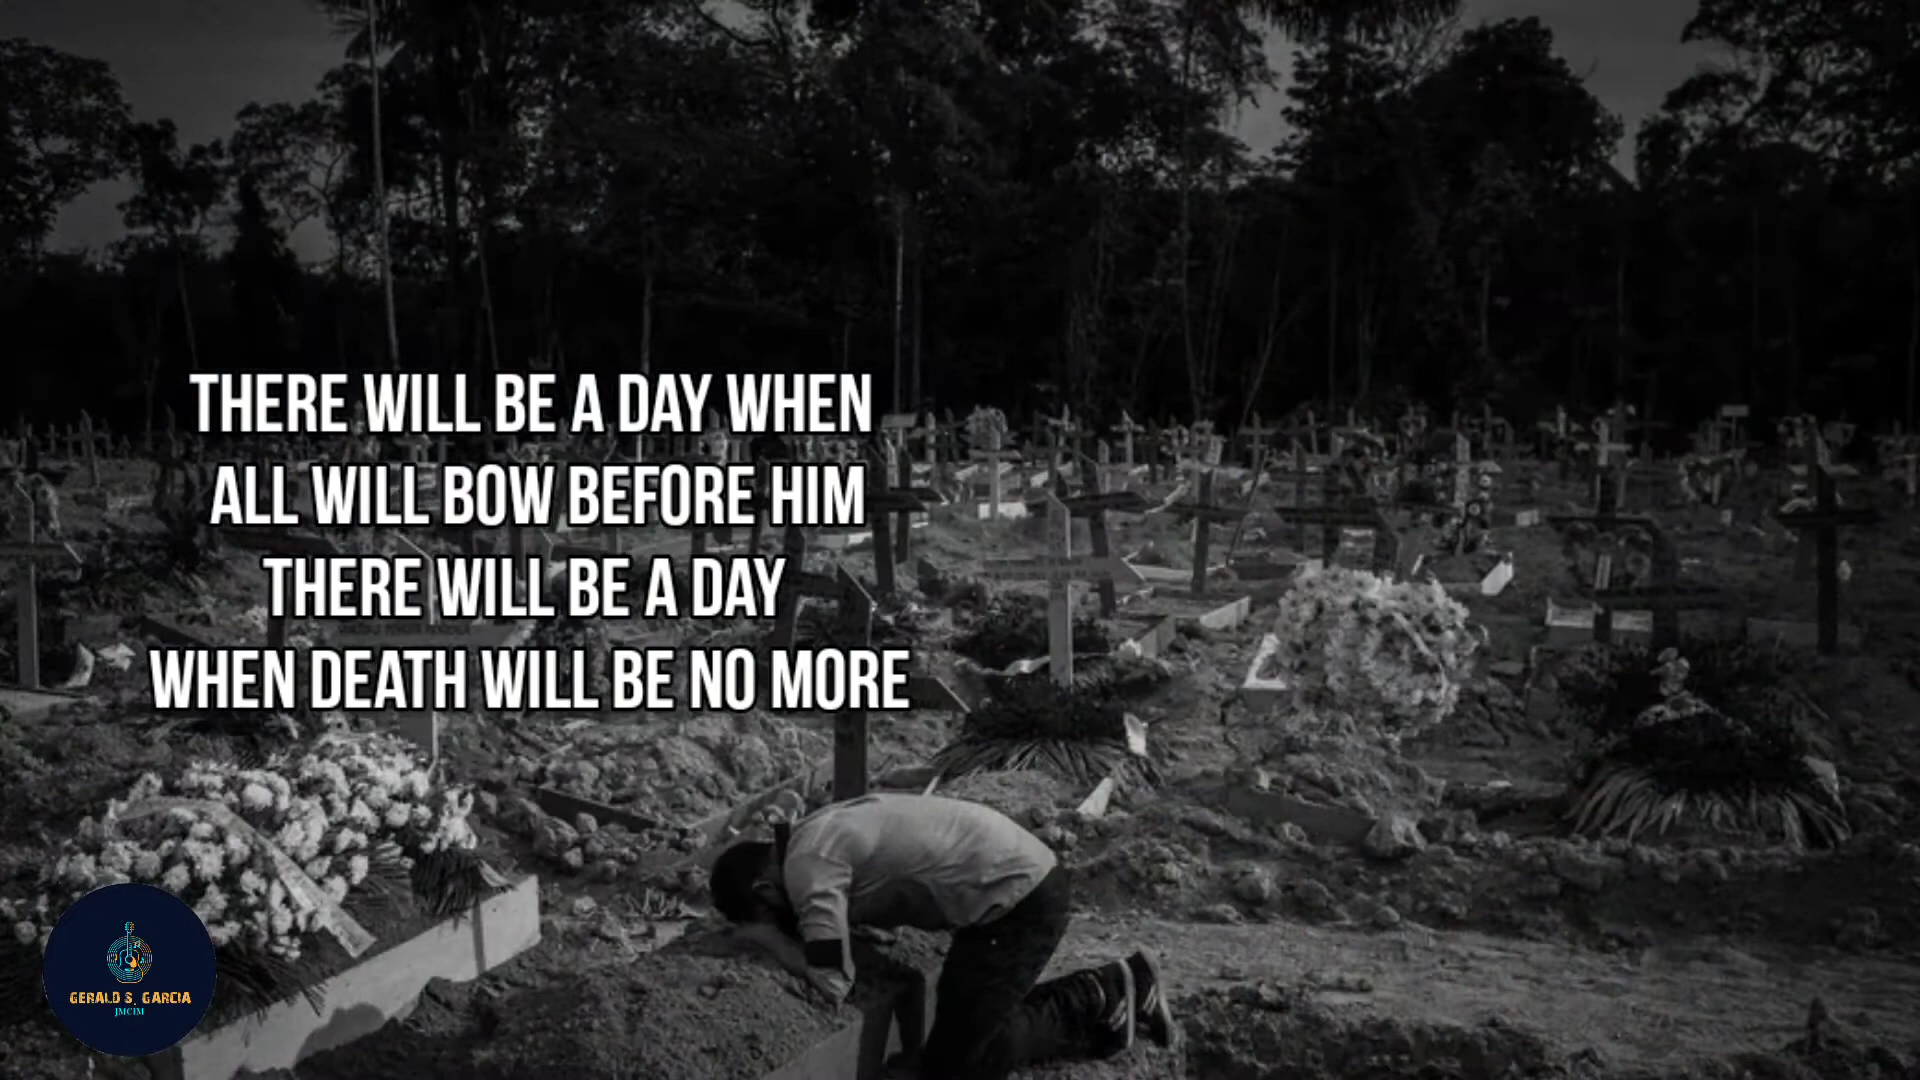 THERE WILL BE A DAY WHEN
ALL WILL BOW BEFORE HIM
THERE WILL BE A DAY
WHEN DEATH WILL BE NO MORE
GERALD S. GARCIA
JMCIM